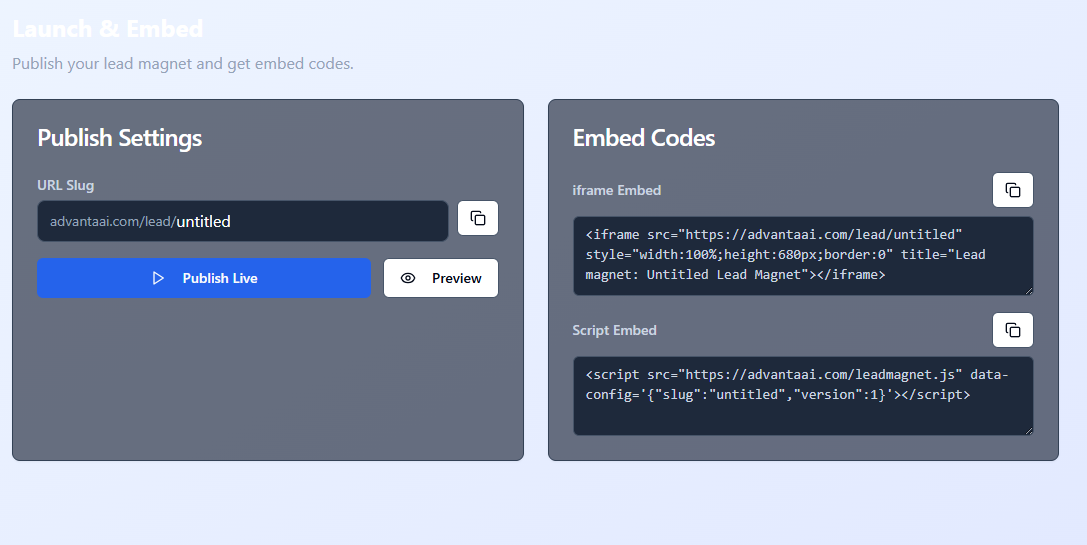 Launch & Embed
Publish your lead magnet and get embed codes.
Publish Settings
URL Slug
advantaai.com/lead/untitled
Publish Live
Preview
Embed Codes
iframe Embed
<iframe src="https://advantaai.com/lead/untitled"
style="width:100%;height:680px;border:0" title="Lead
magnet: Untitled Lead Magnet"></iframe>
Script Embed
<script src="https://advantaai.com/leadmagnet.js" data-
config='{"slug":"untitled","version":1}'></script>